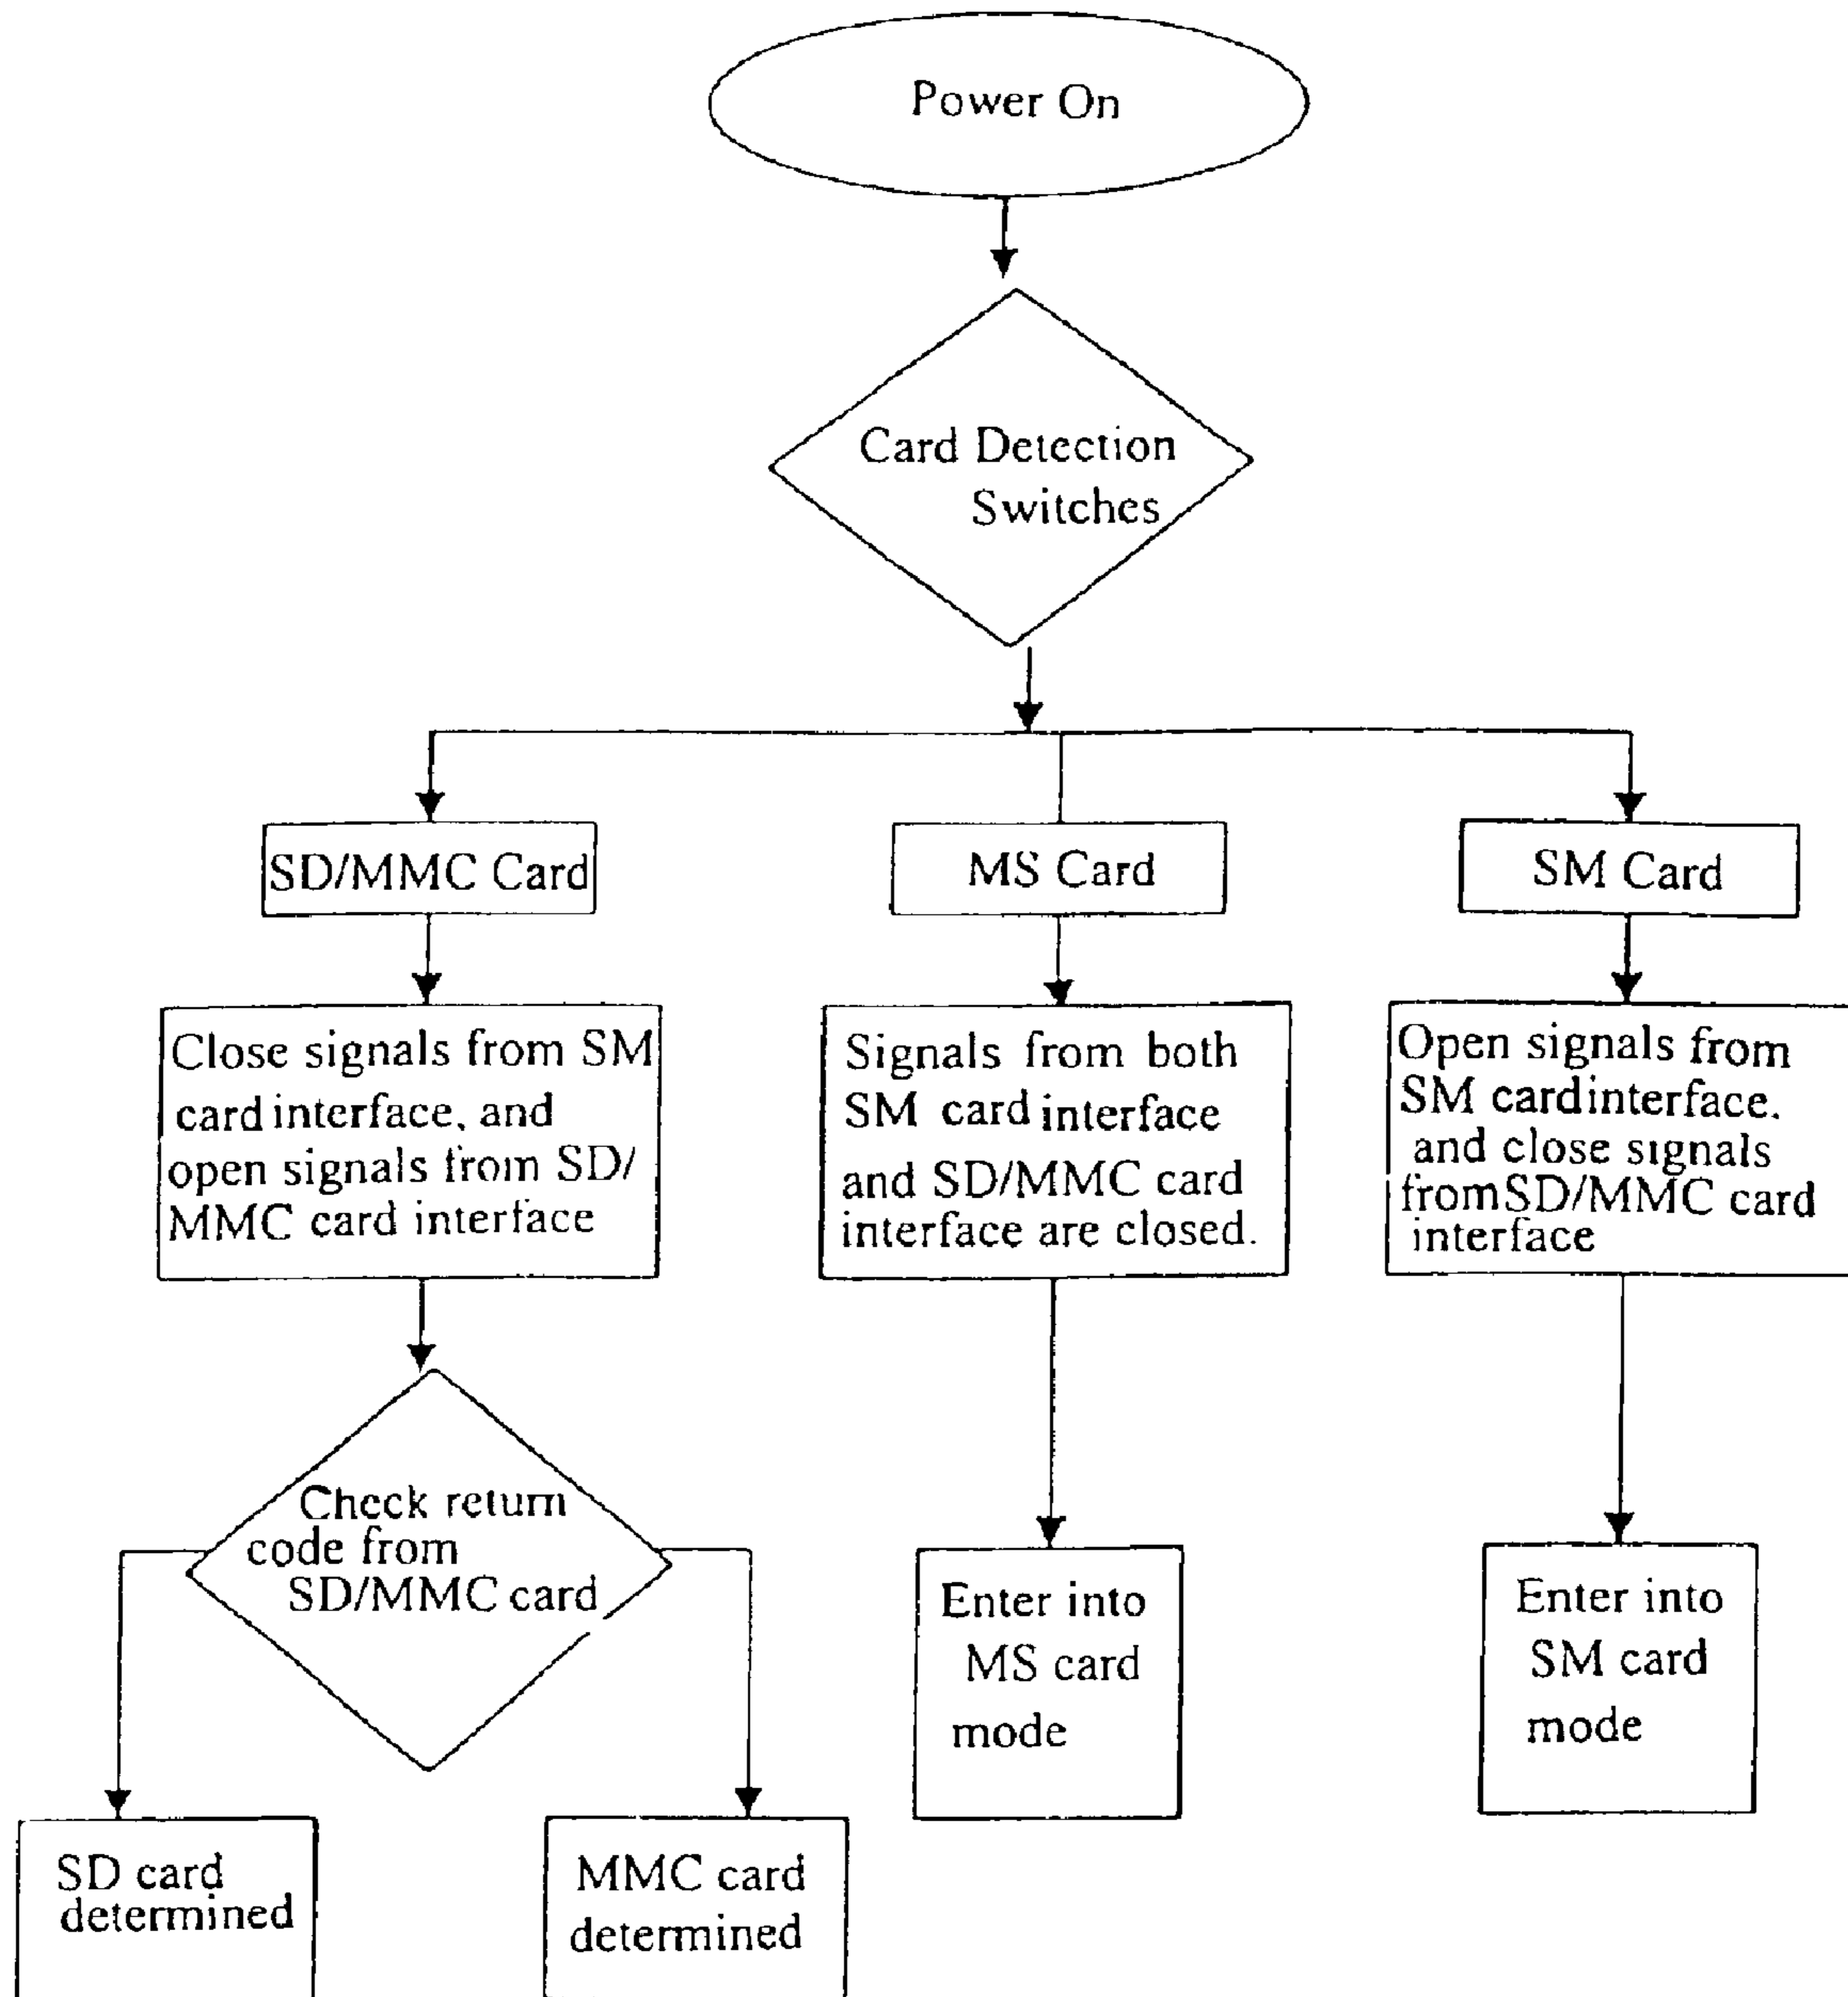 Power On
Card Detection
Switches
SD/MMC Card
MS Card
SM Card
Close signals from SM
card interface, and
open signals from SD/
MMC card interface
Signals from both
SM card interface
and SD/MMC card
interface are closed.
Open signals from
SM card interface,
and close signals
from SD/MMC card
interface
Check return
code from
SD/MMC card
Enter into
MS card
mode
Enter into
SM card
mode
SD card
determined
MMC card
determined